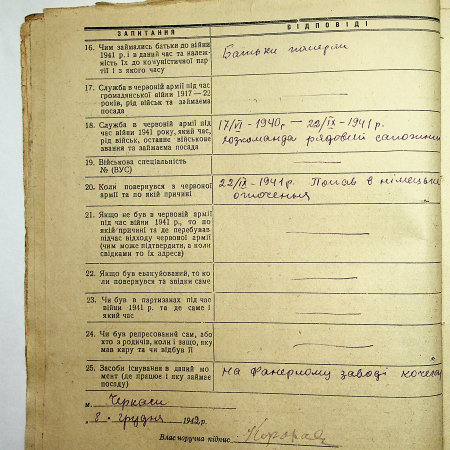 ЗАПИТАННЯ ВІДПОВІДІ
16. Чим займались батьки до війни
1941 р. і в даний час та належ-
ність їх до комуністичної пар-
тії і з якого часу
Батьки померли
17. Служба в червоній армії під час
громадянської війни 1917—22
років, рід військ та займаєма
посада
18. Служба в червоній армії під
час війни 1941 року, який час,
рід військ, останнє військове
звання та займаєма посада
17/VI - 1940р. — 22/IX - 1941 р.
хозкоманда рядовий сапожник
19. Військова спеціальність
№ (ВУС)
20. Коли повернувся з червоної
армії та по якій причині
22/IX - 1941 р. Попав в німецьке
оточення
21. Якщо не був в червоній армії
під час війни 1941 р., то по
якій причині та де перебував
підчас відходу червоної армії
(чим може підтвердити, а коли
свідками то їх адреса)
22. Якщо був евакуйований, то ко-
ли повернувся та звідки саме
23. Чи був в партизанах під час
війни 1941 р. та де саме і
який час
24. Чи був репресований сам, або
хто з родичів, коли і защо, яку
мав кару та чи відбув її
25. Засоби існування в даний мо-
мент (де працює і яку займає
посаду)
на фанерному заводі кочегар
м. Черкаси
8. грудня 1942 р.
Власноручна підпис